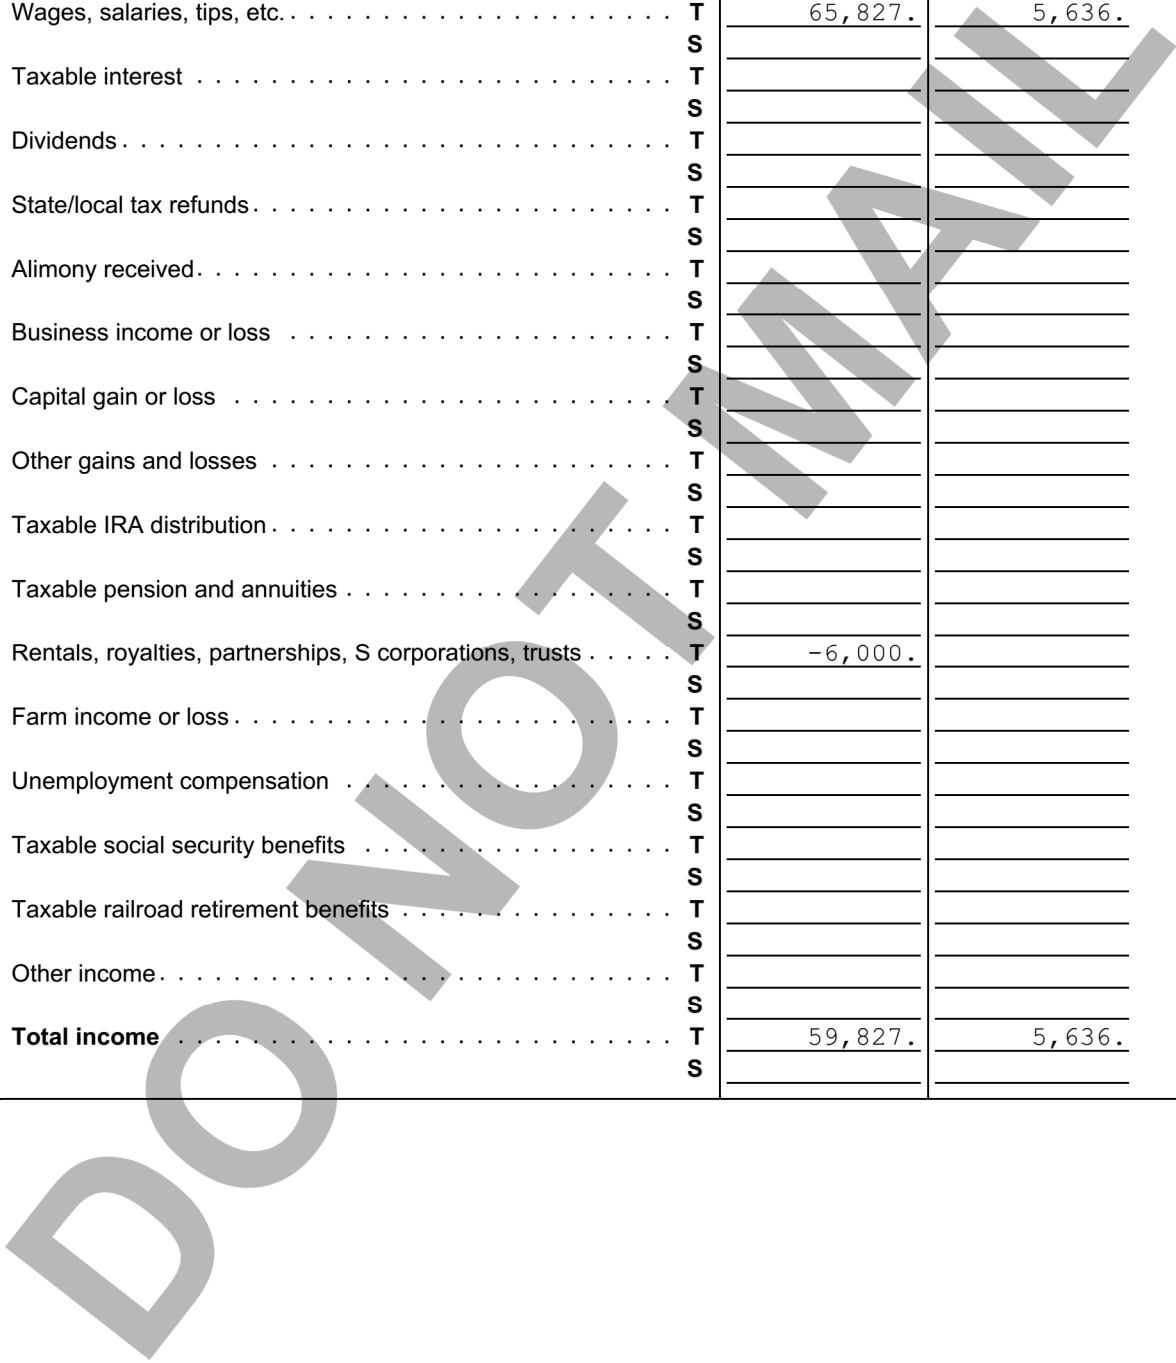 Wages, salaries, tips, etc. . . . . . . . . . . . . . . . . . . . . . T 65,827. 5,636.
S
Taxable interest . . . . . . . . . . . . . . . . . . . . . . . . . . T
S
Dividends . . . . . . . . . . . . . . . . . . . . . . . . . . . . . . T
S
State/local tax refunds . . . . . . . . . . . . . . . . . . . . . . . T
S
Alimony received . . . . . . . . . . . . . . . . . . . . . . . . . . T
S
Business income or loss . . . . . . . . . . . . . . . . . . . . . T
S
Capital gain or loss . . . . . . . . . . . . . . . . . . . . . . . . T
S
Other gains and losses . . . . . . . . . . . . . . . . . . . . . . T
S
Taxable IRA distribution . . . . . . . . . . . . . . . . . . . . . . T
S
Taxable pension and annuities . . . . . . . . . . . . . . . . . . T
S
Rentals, royalties, partnerships, S corporations, trusts . . . . . T -6,000.
S
Farm income or loss . . . . . . . . . . . . . . . . . . . . . . . . T
S
Unemployment compensation . . . . . . . . . . . . . . . . . . T
S
Taxable social security benefits . . . . . . . . . . . . . . . . . T
S
Taxable railroad retirement benefits . . . . . . . . . . . . . . . T
S
Other income . . . . . . . . . . . . . . . . . . . . . . . . . . . . T
S
Total income . . . . . . . . . . . . . . . . . . . . . . . . . . . T 59,827. 5,636.
S
DO NOT MAIL